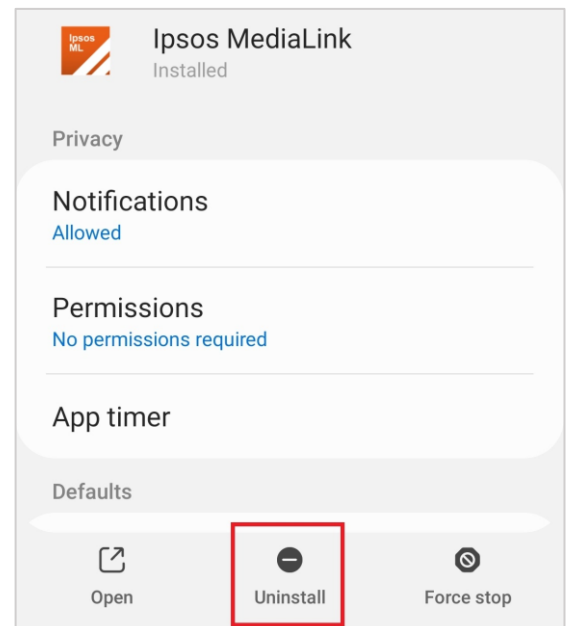 Ipsos
ML
Ipsos MediaLink
Installed
Privacy
Notifications
Allowed
Permissions
No permissions required
App timer
Defaults
Open
Uninstall
Force stop